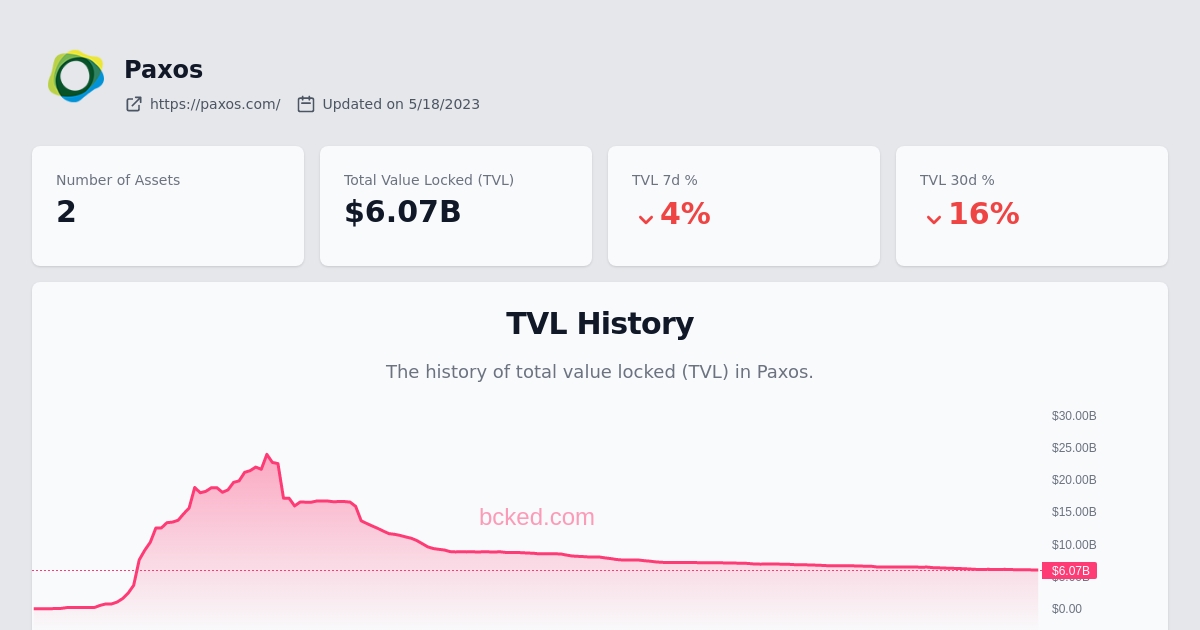 Paxos
https://paxos.com/ Updated on 5/18/2023
Number of Assets
2
Total Value Locked (TVL)
$6.07B
TVL 7d %
4%
TVL 30d %
16%
TVL History
The history of total value locked (TVL) in Paxos.
$30.00B
$25.00B
$20.00B
$15.00B
bcked.com
$10.00B
$6.07B
$0.00